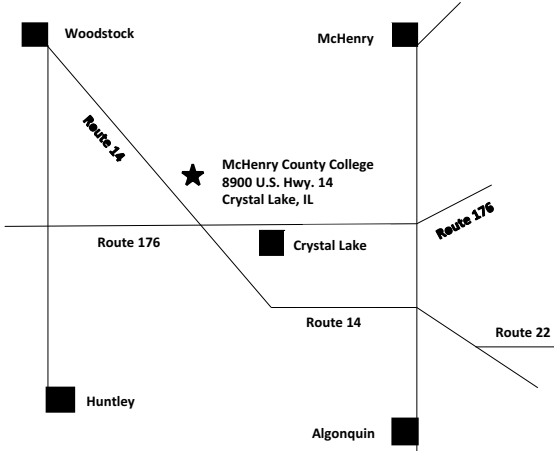 Woodstock
McHenry
Route 14
McHenry County College
8900 U.S. Hwy. 14
Crystal Lake, IL
Route 176
Route 176
Crystal Lake
Route 14
Route 22
Huntley
Algonquin